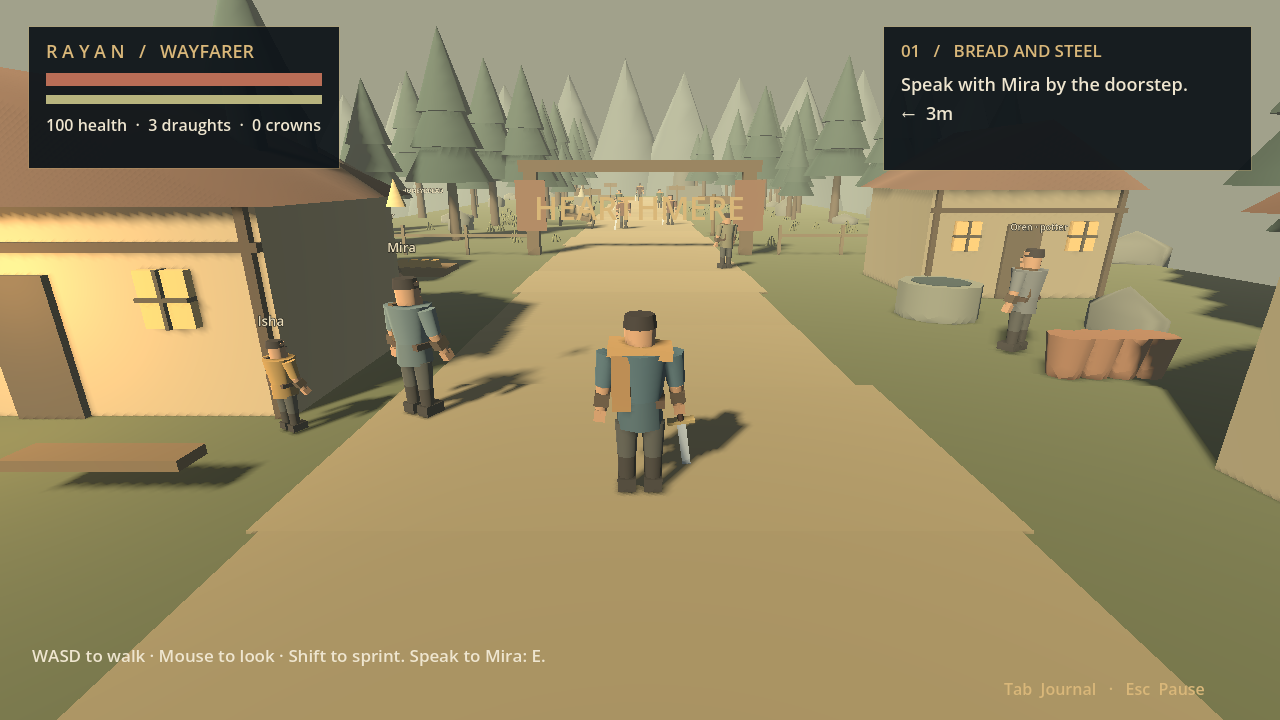 RAYAN / WAYFARER
100 health · 3 draughts · 0 crowns
01 / BREAD AND STEEL
Speak with Mira by the doorstep.
← 3m
HEARTHMERE
Mira
Oren, potter
Isha
WASD to walk · Mouse to look · Shift to sprint. Speak to Mira: E.
Tab Journal · Esc Pause